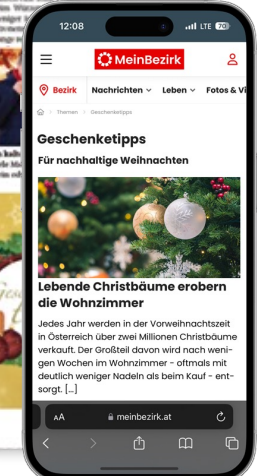 12:08
LTE 70
MeinBezirk
Bezirk Nachrichten Leben Fotos & Vi
Themen Geschenketipps
Geschenketipps
Für nachhaltige Weihnachten
Lebende Christbäume erobern
die Wohnzimmer
Jedes Jahr werden in der Vorweihnachtszeit
in Österreich über zwei Millionen Christbäume
verkauft. Der Großteil davon wird nach weni-
gen Wochen im Wohnzimmer - oftmals mit
deutlich weniger Nadeln als beim Kauf - ent-
sorgt. [...]
AA meinbezirk.at